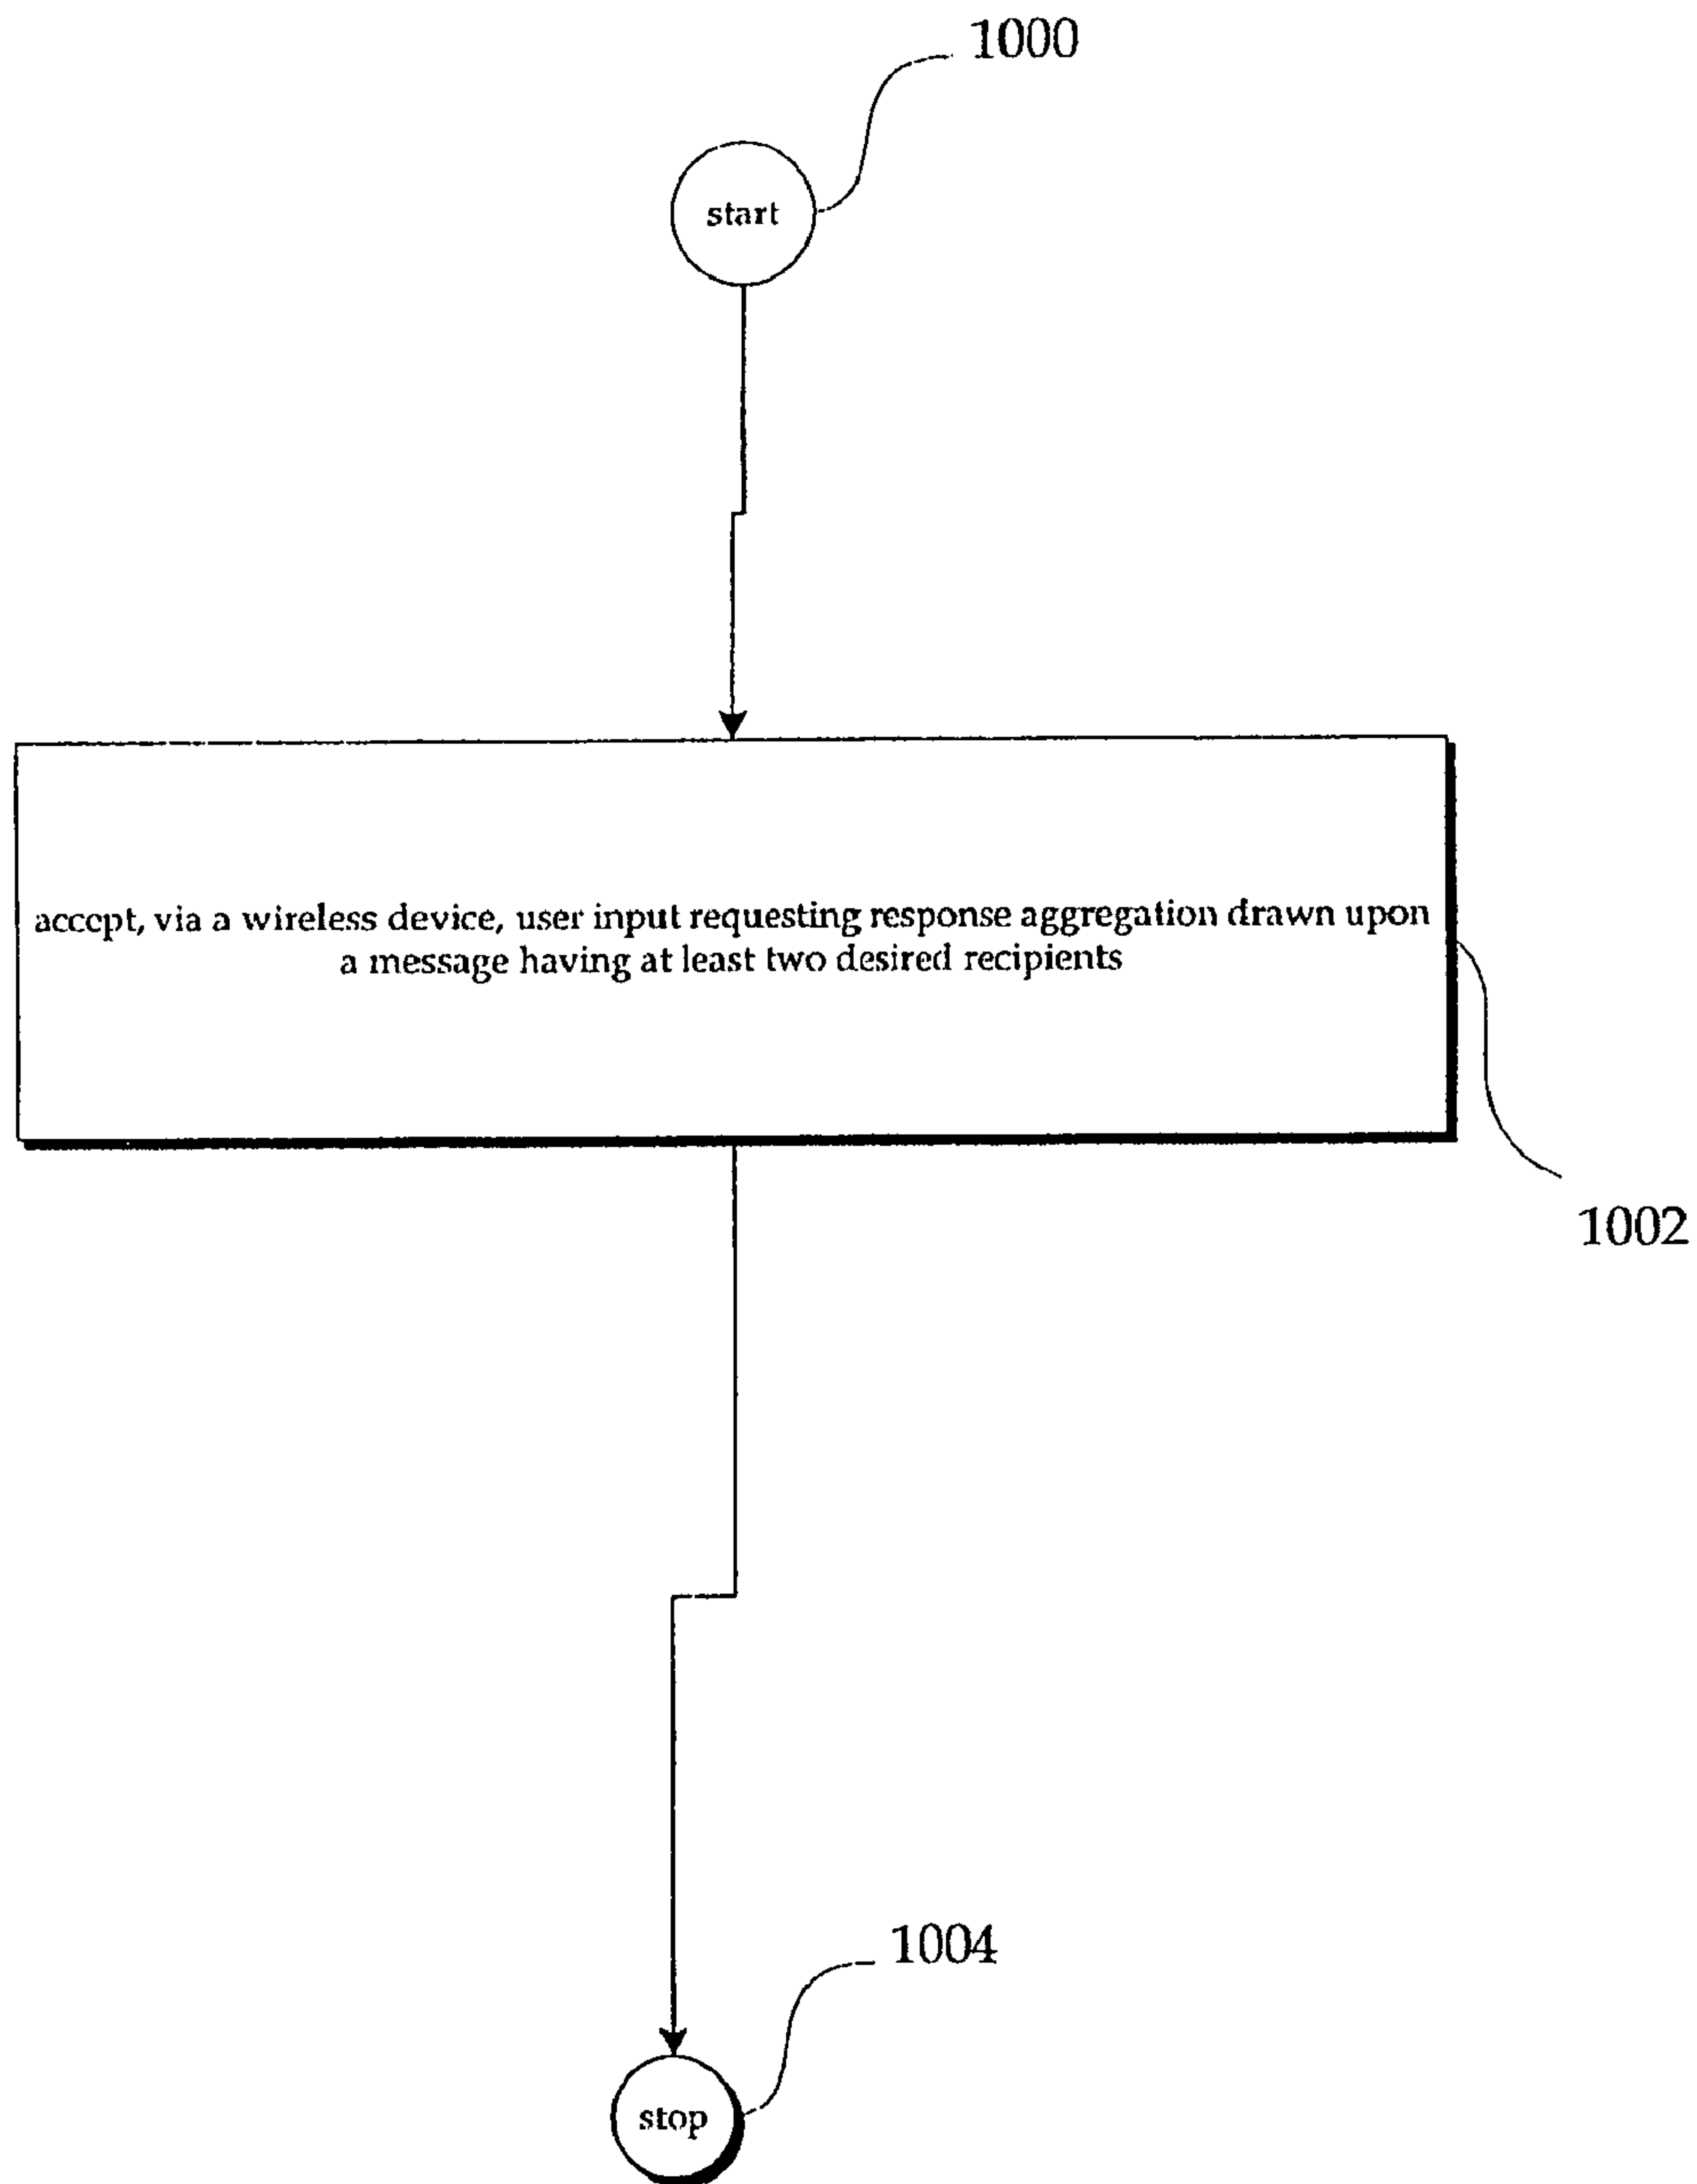 1000
start
accept, via a wireless device, user input requesting response aggregation drawn upon
a message having at least two desired recipients
1002
1004
stop